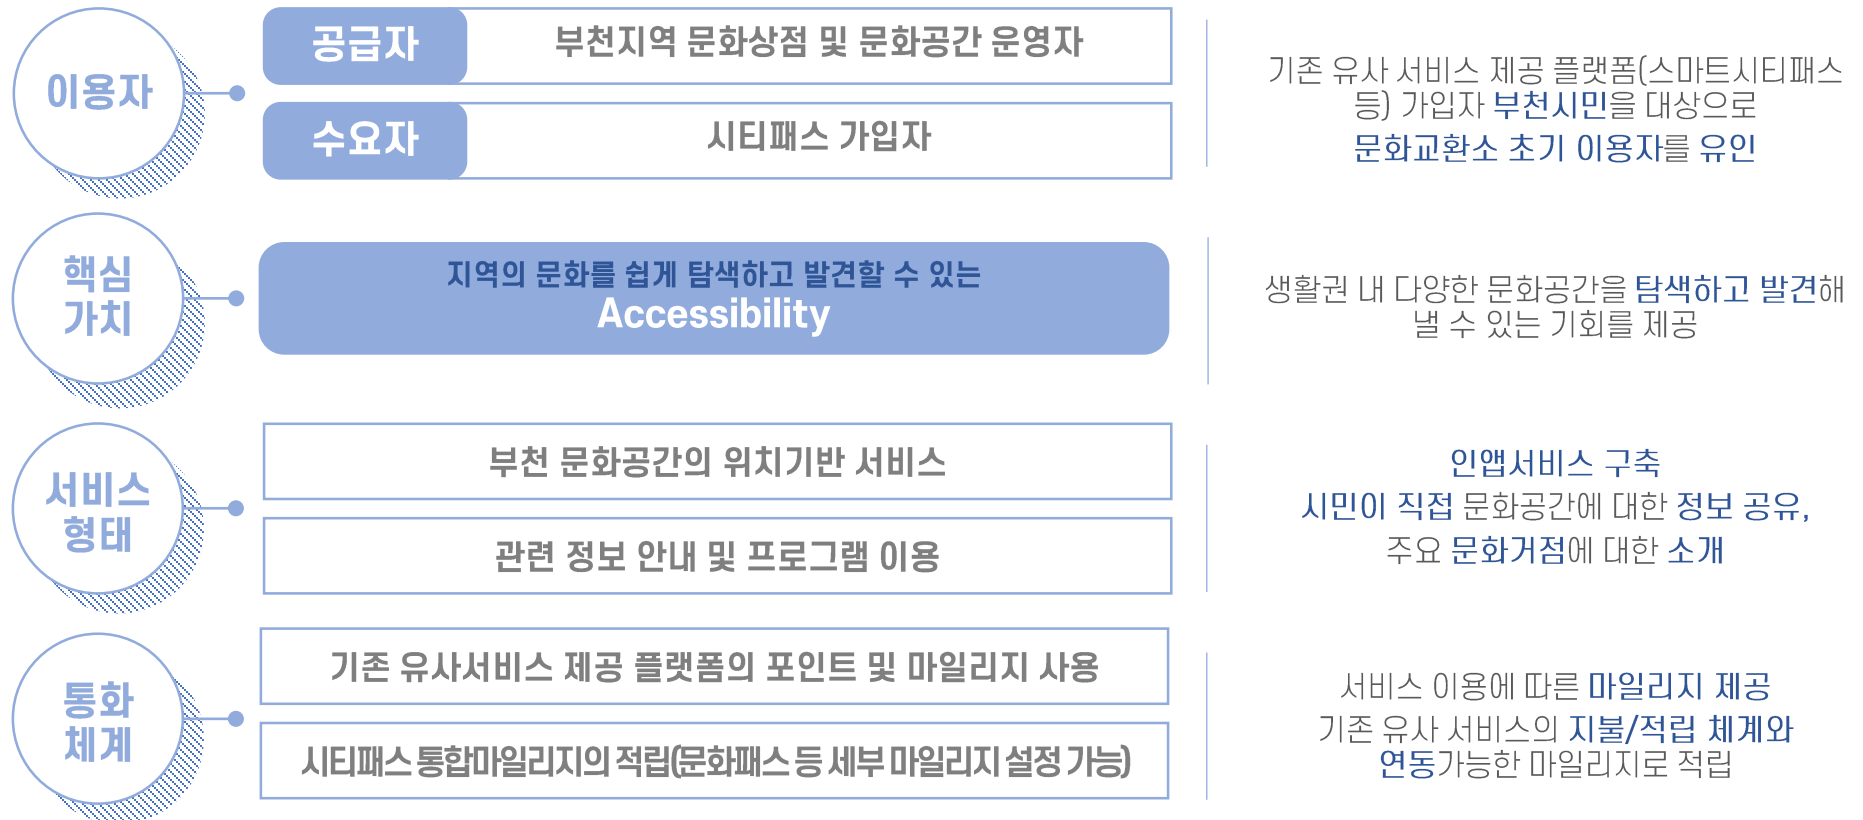 이용자
공급자
부천지역 문화상점 및 문화공간 운영자
수요자
시티패스 가입자
기존 유사 서비스 제공 플랫폼(스마트시티패스
등) 가입자 부천시민을 대상으로
문화교환소 초기 이용자를 유인
핵심
가치
지역의 문화를 쉽게 탐색하고 발견할 수 있는
Accessibility
생활권 내 다양한 문화공간을 탐색하고 발견해
낼 수 있는 기회를 제공
서비스
형태
부천 문화공간의 위치기반 서비스
관련 정보 안내 및 프로그램 이용
인앱서비스 구축
시민이 직접 문화공간에 대한 정보 공유,
주요 문화거점에 대한 소개
통화
체계
기존 유사서비스 제공 플랫폼의 포인트 및 마일리지 사용
시티패스 통합마일리지의 적립(문화패스 등 세부 마일리지 설정 가능)
서비스 이용에 따른 마일리지 제공
기존 유사 서비스의 지불/적립 체계와
연동가능한 마일리지로 적립